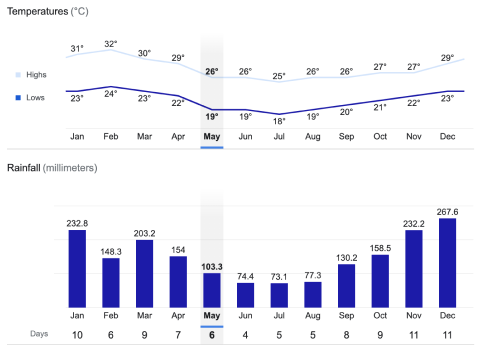 Temperatures (°C)
31° 32° 30° 29° 26° 26° 25° 26° 26° 27° 27° 29°
Highs
Lows
23° 24° 23° 22° 19° 19° 18° 19° 20° 21° 22° 23°
Jan Feb Mar Apr May Jun Jul Aug Sep Oct Nov Dec
Rainfall (millimeters)
232.8 148.3 203.2 154 103.3 74.4 73.1 77.3 130.2 158.5 232.2 267.6
Jan Feb Mar Apr May Jun Jul Aug Sep Oct Nov Dec
Days 10 6 9 7 6 4 5 5 8 9 11 11